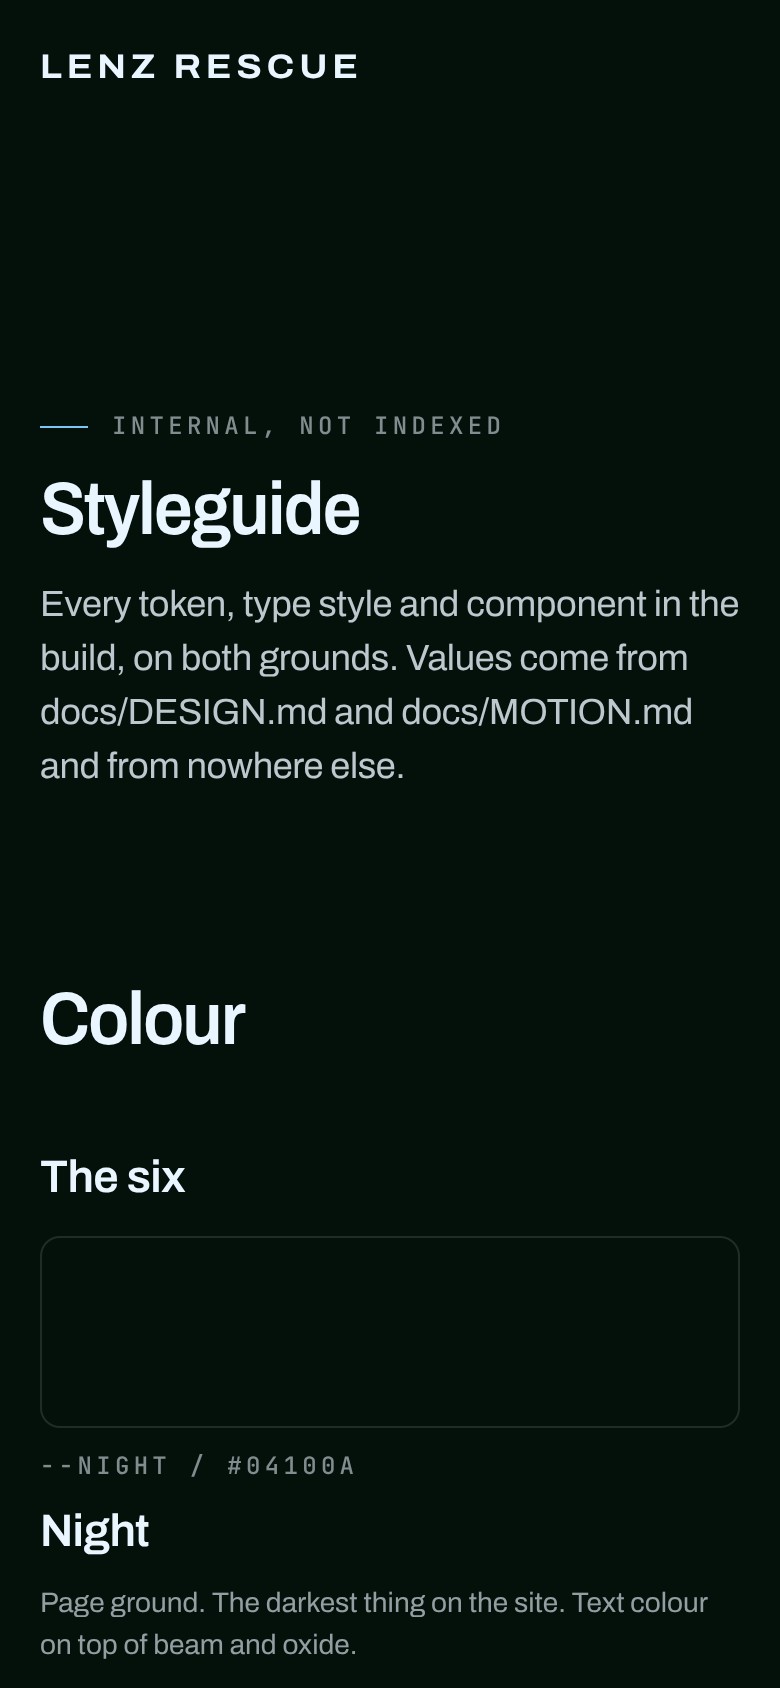 LENZ RESCUE
INTERNAL, NOT INDEXED
Styleguide
Every token, type style and component in the
build, on both grounds. Values come from
docs/DESIGN.md and docs/MOTION.md
and from nowhere else.
Colour
The six
--NIGHT / #04100A
Night
Page ground. The darkest thing on the site. Text colour
on top of beam and oxide.